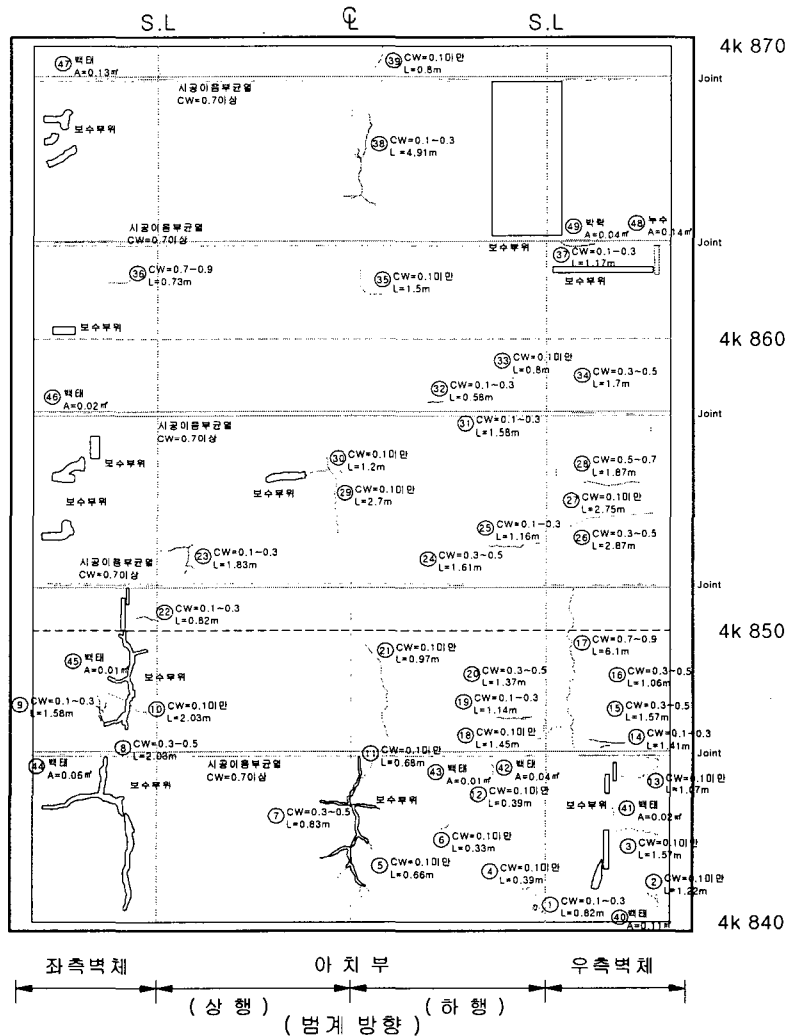 S.L
℄
S.L
4k 870
㊼ 백태
A=0.13㎡
㊴ CW=0.1미만
L=0.8m
Joint
시공이음부균열
CW=0.7이상
보수부위
㊳ CW=0.1~0.3
L=4.91m
㊾ 박락
A=0.04㎡
㊽ 누수
A=0.14㎡
시공이음부균열
CW=0.7이상
보수부위
Joint
㊲ CW=0.1~0.3
L=1.17m
보수부위
㊱ CW=0.7~0.9
L=0.73m
㉟ CW=0.1미만
L=1.5m
보수부위
4k 860
㉝ CW=0.1미만
L=0.8m
㉞ CW=0.3~0.5
L=1.7m
㉜ CW=0.1~0.3
L=0.58m
㊻ 백태
A=0.02㎡
Joint
시공이음부균열
CW=0.7이상
㉛ CW=0.1~0.3
L=1.58m
보수부위
㉚ CW=0.1미만
L=1.2m
보수부위
㉙ CW=0.1미만
L=2.7m
㉘ CW=0.5~0.7
L=1.87m
㉗ CW=0.1미만
L=2.75m
보수부위
㉕ CW=0.1~0.3
L=1.16m
㉖ CW=0.3~0.5
L=2.87m
㉓ CW=0.1~0.3
L=1.83m
㉔ CW=0.3~0.5
L=1.61m
시공이음부균열
CW=0.7이상
Joint
㉒ CW=0.1~0.3
L=0.82m
4k 850
㉑ CW=0.1미만
L=0.97m
⑰ CW=0.7~0.9
L=6.1m
㊺ 백태
A=0.01㎡
보수부위
⑳ CW=0.3~0.5
L=1.37m
⑯ CW=0.3~0.5
L=1.06m
⑨ CW=0.1~0.3
L=1.58m
⑩ CW=0.1미만
L=2.03m
⑲ CW=0.1~0.3
L=1.14m
⑮ CW=0.3~0.5
L=1.57m
⑱ CW=0.1미만
L=1.45m
⑭ CW=0.1~0.3
L=1.41m
⑧ CW=0.3~0.5
L=2.03m
⑪ CW=0.1미만
L=0.68m
Joint
㊹ 백태
A=0.06㎡
시공이음부균열
CW=0.7이상
㊸ 백태
A=0.01㎡
㊷ 백태
A=0.04㎡
보수부위
⑬ CW=0.1미만
L=1.07m
⑫ CW=0.1미만
L=0.39m
보수부위
보수부위
㊶ 백태
A=0.02㎡
⑦ CW=0.3~0.5
L=0.83m
⑥ CW=0.1미만
L=0.33m
③ CW=0.1미만
L=1.57m
⑤ CW=0.1미만
L=0.66m
④ CW=0.1미만
L=0.39m
② CW=0.1미만
L=1.22m
① CW=0.1~0.3
L=0.82m
㊵ 백태
A=0.11㎡
4k 840
좌측벽체
아치부
우측벽체
(상행)
(하행)
(범계 방향)